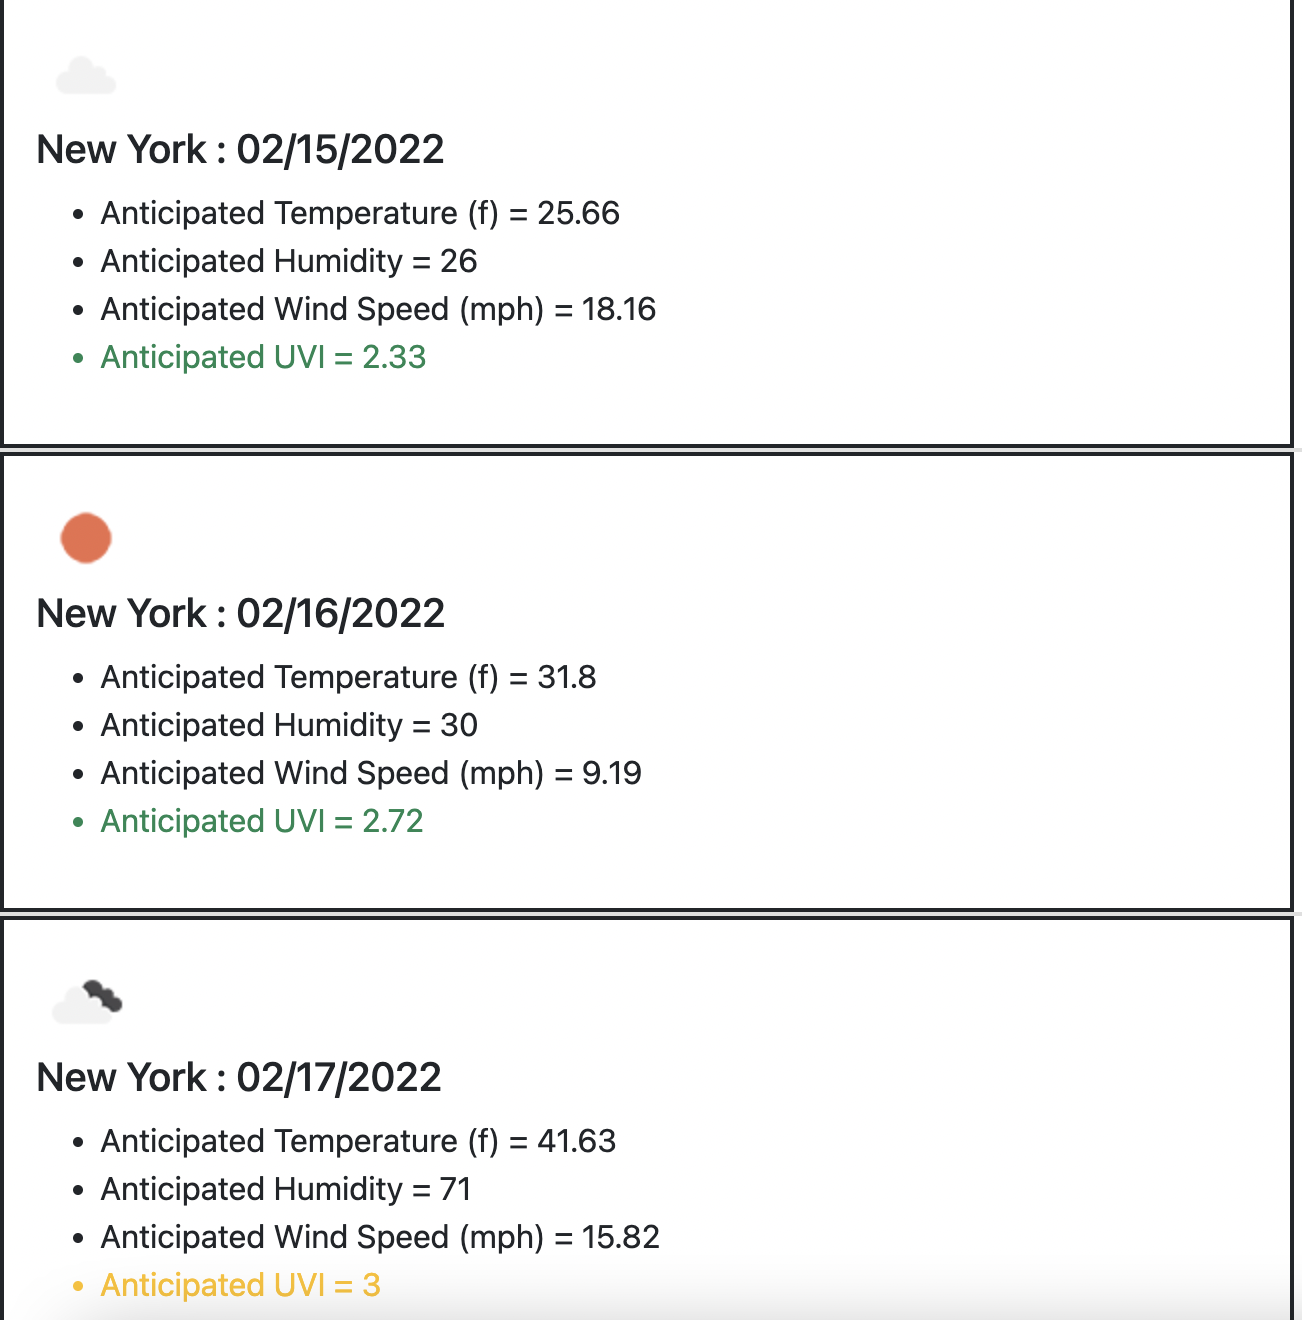 New York : 02/15/2022
• Anticipated Temperature (f) = 25.66
• Anticipated Humidity = 26
• Anticipated Wind Speed (mph) = 18.16
• Anticipated UVI = 2.33
New York : 02/16/2022
• Anticipated Temperature (f) = 31.8
• Anticipated Humidity = 30
• Anticipated Wind Speed (mph) = 9.19
• Anticipated UVI = 2.72
New York : 02/17/2022
• Anticipated Temperature (f) = 41.63
• Anticipated Humidity = 71
• Anticipated Wind Speed (mph) = 15.82
• Anticipated UVI = 3